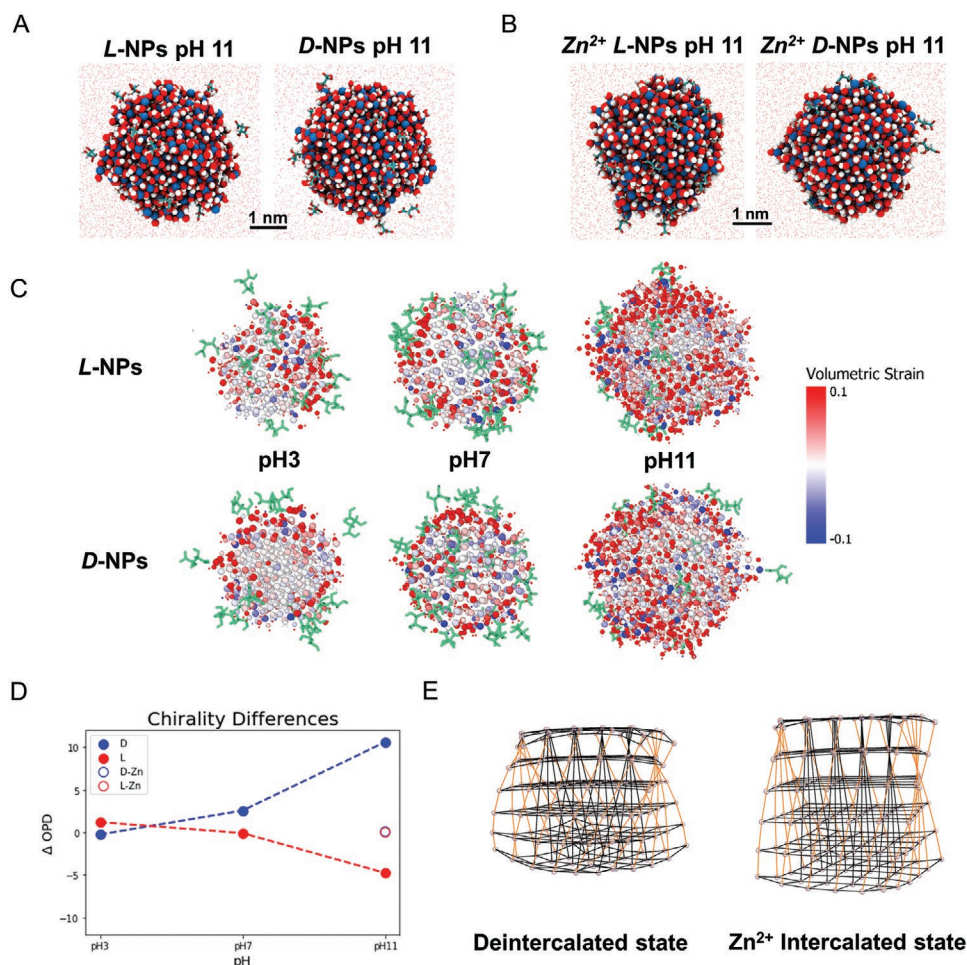 A
L-NPs pH 11
D-NPs pH 11
1 nm
B
Zn²⁺ L-NPs pH 11
Zn²⁺ D-NPs pH 11
1 nm
C
L-NPs
pH3
pH7
pH11
D-NPs
Volumetric Strain
0.1
-0.1
D
Chirality Differences
D
L
D-Zn
L-Zn
10
5
0
−5
−10
Δ OPD
pH3
pH7
pH11
pH
E
Deintercalated state
Zn²⁺ Intercalated state